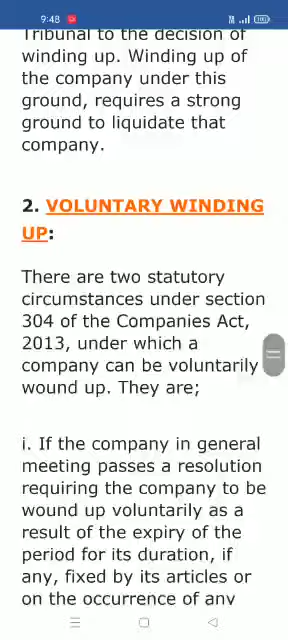 9:48
Tribunal to the decision of
winding up. Winding up of
the company under this
ground, requires a strong
ground to liquidate that
company.
2. VOLUNTARY WINDING
UP:
There are two statutory
circumstances under section
304 of the Companies Act,
2013, under which a
company can be voluntarily
wound up. They are;
i. If the company in general
meeting passes a resolution
requiring the company to be
wound up voluntarily as a
result of the expiry of the
period for its duration, if
any, fixed by its articles or
on the occurrence of any